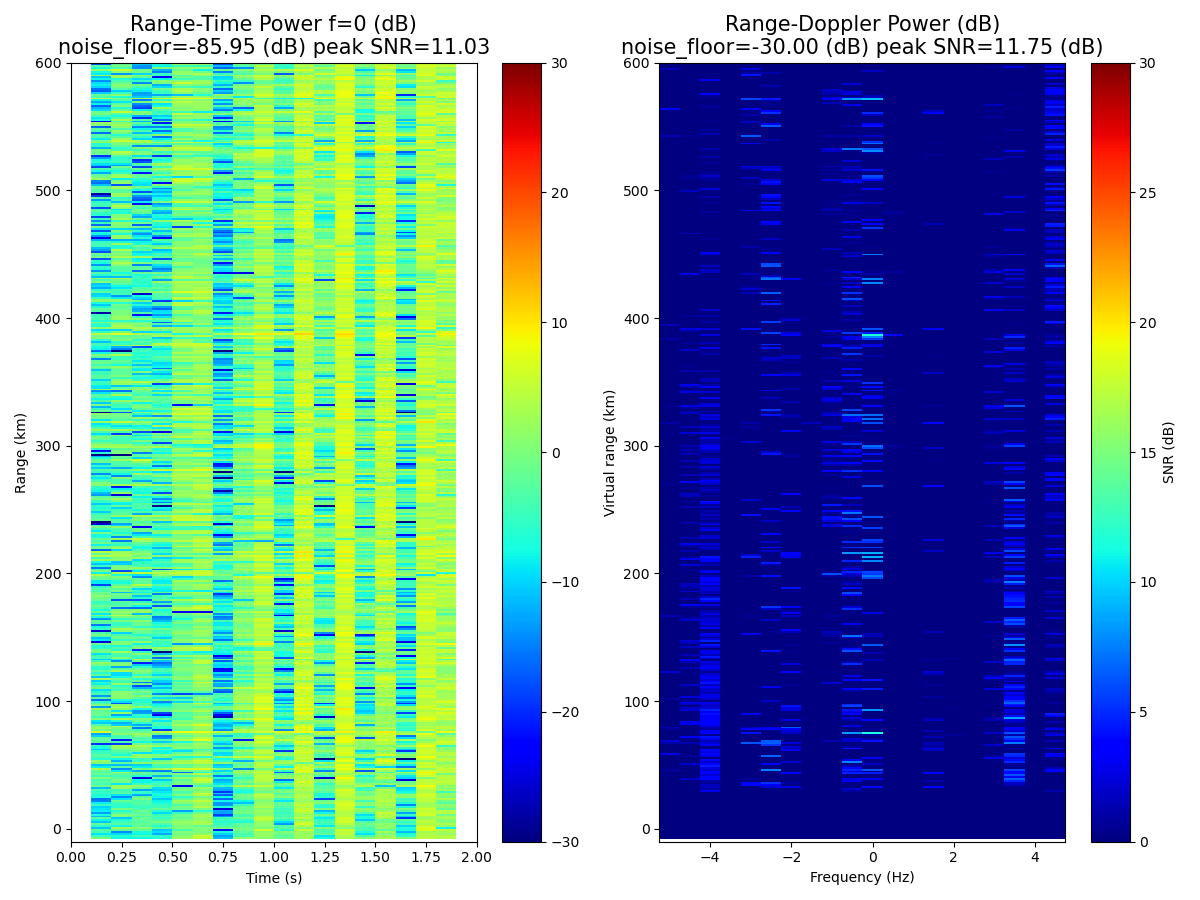 Range-Time Power f=0 (dB)
noise_floor=-85.95 (dB) peak SNR=11.03
600
500
400
300
200
100
0
Range (km)
0.00 0.25 0.50 0.75 1.00 1.25 1.50 1.75 2.00
Time (s)
30
20
10
0
−10
−20
−30
Range-Doppler Power (dB)
noise_floor=-30.00 (dB) peak SNR=11.75 (dB)
600
500
400
300
200
100
0
Virtual range (km)
−4 −2 0 2 4
Frequency (Hz)
30
25
20
15
10
5
0
SNR (dB)